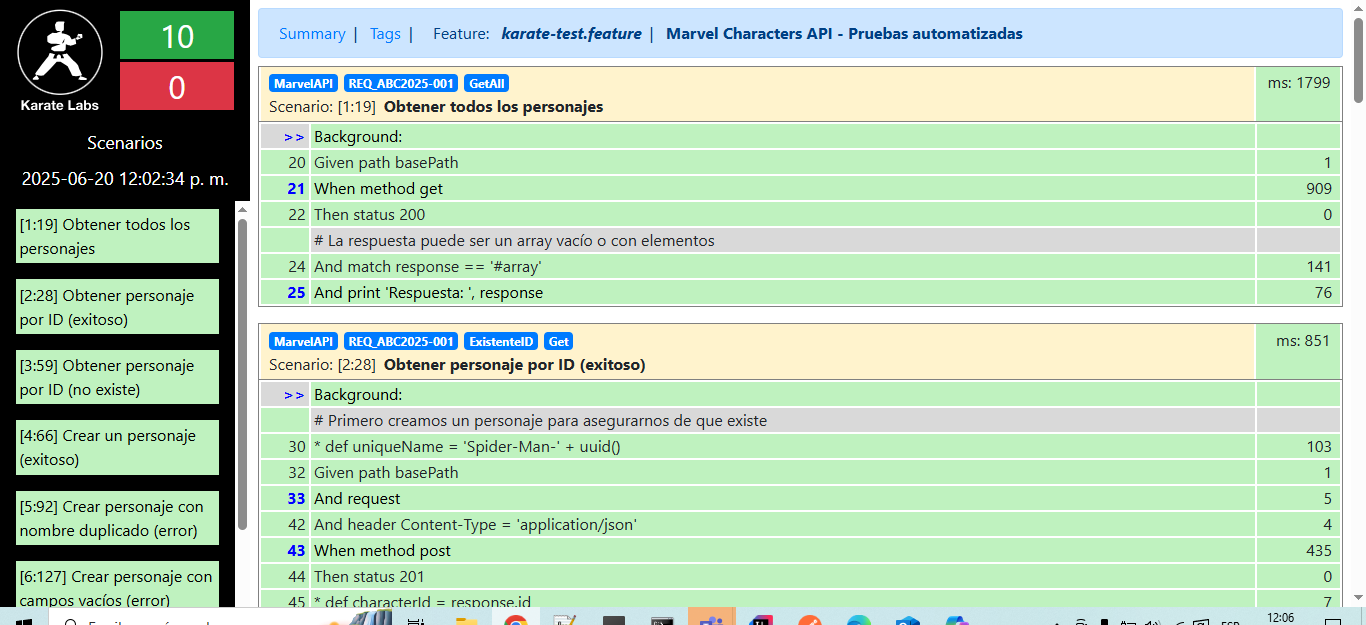 10
0
Karate Labs
Scenarios
2025-06-20 12:02:34 p. m.
[1:19] Obtener todos los
personajes
[2:28] Obtener personaje
por ID (exitoso)
[3:59] Obtener personaje
por ID (no existe)
[4:66] Crear un personaje
(exitoso)
[5:92] Crear personaje con
nombre duplicado (error)
[6:127] Crear personaje con
campos vacíos (error)
Summary | Tags | Feature: karate-test.feature | Marvel Characters API - Pruebas automatizadas
MarvelAPI REQ_ABC2025-001 GetAll
ms: 1799
Scenario: [1:19] Obtener todos los personajes
>> Background:
20 Given path basePath 1
21 When method get 909
22 Then status 200 0
# La respuesta puede ser un array vacío o con elementos
24 And match response == '#array' 141
25 And print 'Respuesta: ', response 76
MarvelAPI REQ_ABC2025-001 ExistenteID Get
ms: 851
Scenario: [2:28] Obtener personaje por ID (exitoso)
>> Background:
# Primero creamos un personaje para asegurarnos de que existe
30 * def uniqueName = 'Spider-Man-' + uuid() 103
32 Given path basePath 1
33 And request 5
42 And header Content-Type = 'application/json' 4
43 When method post 435
44 Then status 201 0
45 * def characterId = response.id 7
12:06